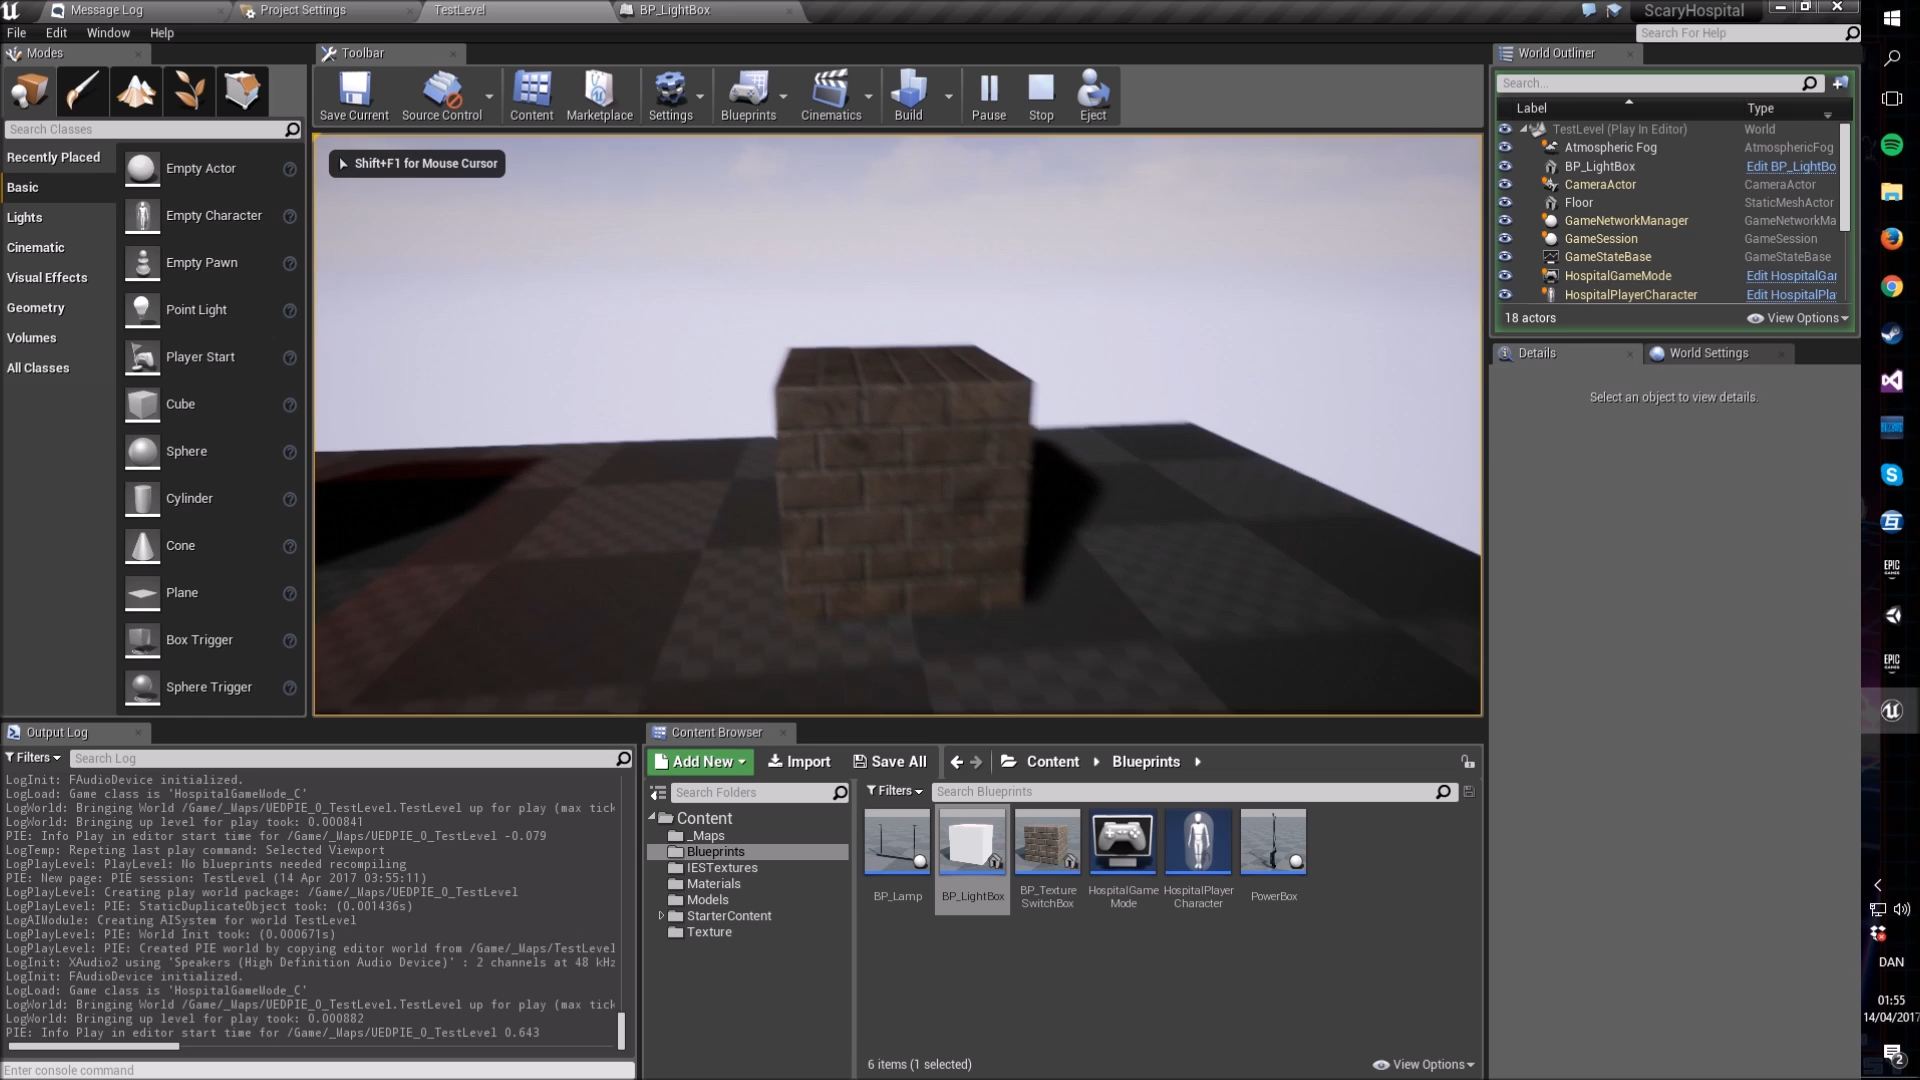 Message Log
Project Settings
TestLevel
BP_LightBox
ScaryHospital
File Edit Window Help
Search For Help
Modes
Toolbar
World Outliner
Save Current
Source Control
Content
Marketplace
Settings
Blueprints
Cinematics
Build
Pause
Stop
Eject
Search Classes
Recently Placed
Basic
Lights
Cinematic
Visual Effects
Geometry
Volumes
All Classes
Empty Actor
Empty Character
Empty Pawn
Point Light
Player Start
Cube
Sphere
Cylinder
Cone
Plane
Box Trigger
Sphere Trigger
Shift+F1 for Mouse Cursor
Search...
Label Type
TestLevel (Play In Editor) World
Atmospheric Fog AtmosphericFog
BP_LightBox Edit BP_LightBo
CameraActor CameraActor
Floor StaticMeshActor
GameNetworkManager GameNetworkMa
GameSession GameSession
GameStateBase GameStateBase
HospitalGameMode Edit HospitalGar
HospitalPlayerCharacter Edit HospitalPla
18 actors View Options
Details
World Settings
Select an object to view details.
Output Log
Filters Search Log
LogInit: FAudioDevice initialized.
LogLoad: Game class is 'HospitalGameMode_C'
LogWorld: Bringing World /Game/_Maps/UEDPIE_0_TestLevel.TestLevel up for play (max tick
LogWorld: Bringing up level for play took: 0.000841
PIE: Info Play in editor start time for /Game/_Maps/UEDPIE_0_TestLevel -0.079
LogTemp: Repeting last play command: Selected Viewport
LogPlayLevel: PlayLevel: No blueprints needed recompiling
PIE: New page: PIE session: TestLevel (14 Apr 2017 03:55:11)
LogPlayLevel: Creating play world package: /Game/_Maps/UEDPIE_0_TestLevel
LogPlayLevel: PIE: StaticDuplicateObject took: (0.001436s)
LogAIModule: Creating AISystem for world TestLevel
LogPlayLevel: PIE: World Init took: (0.000671s)
LogPlayLevel: PIE: Created PIE world by copying editor world from /Game/_Maps/TestLevel
LogInit: XAudio2 using 'Speakers (High Definition Audio Device)' : 2 channels at 48 kHz
LogInit: FAudioDevice initialized.
LogLoad: Game class is 'HospitalGameMode_C'
LogWorld: Bringing World /Game/_Maps/UEDPIE_0_TestLevel.TestLevel up for play (max tick
LogWorld: Bringing up level for play took: 0.000882
PIE: Info Play in editor start time for /Game/_Maps/UEDPIE_0_TestLevel 0.643
Enter console command
Content Browser
Add New Import Save All Content Blueprints
Search Folders
Filters Search Blueprints
Content
_Maps
Blueprints
IESTextures
Materials
Models
StarterContent
Texture
BP_Lamp
BP_LightBox
BP_Texture
SwitchBox
HospitalGame
Mode
HospitalPlayer
Character
PowerBox
6 items (1 selected) View Options
EPIC
GAMES
EPIC
GAMES
DAN
01:55
14/04/2017
2